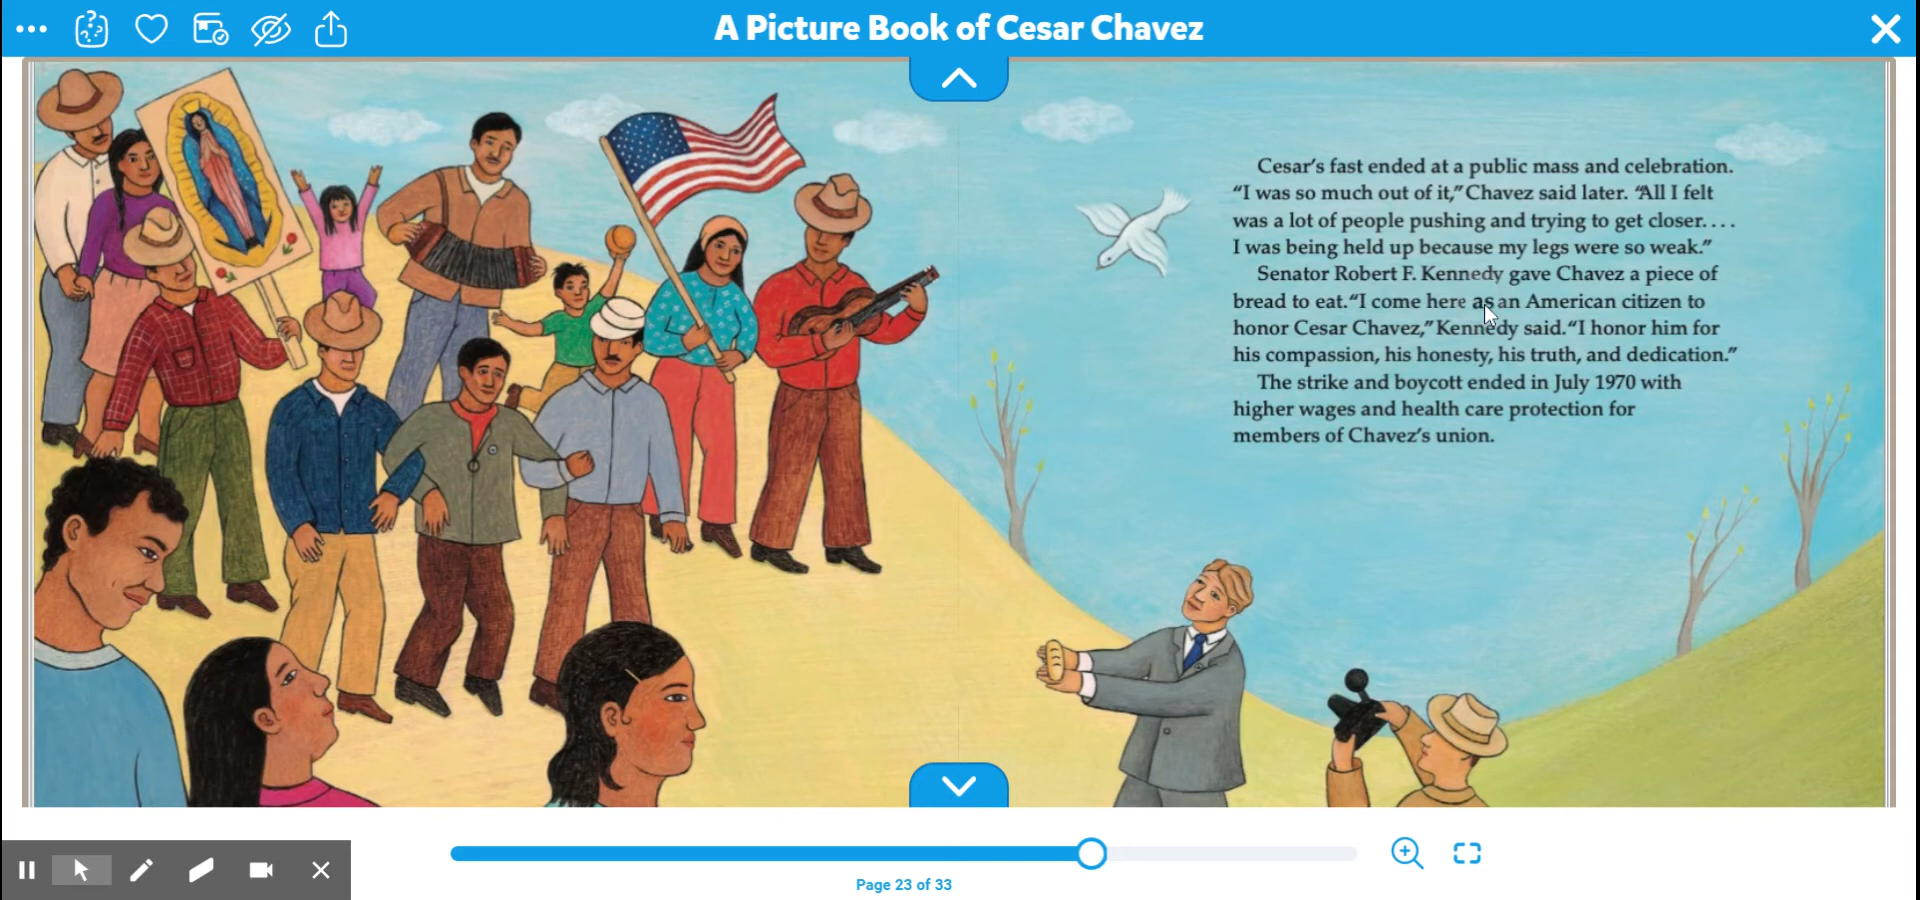 A Picture Book of Cesar Chavez
Cesar’s fast ended at a public mass and celebration.
“I was so much out of it,” Chavez said later. “All I felt
was a lot of people pushing and trying to get closer. . . .
I was being held up because my legs were so weak.”
Senator Robert F. Kennedy gave Chavez a piece of
bread to eat. “I come here as an American citizen to
honor Cesar Chavez,” Kennedy said. “I honor him for
his compassion, his honesty, his truth, and dedication.”
The strike and boycott ended in July 1970 with
higher wages and health care protection for
members of Chavez’s union.
Page 23 of 33